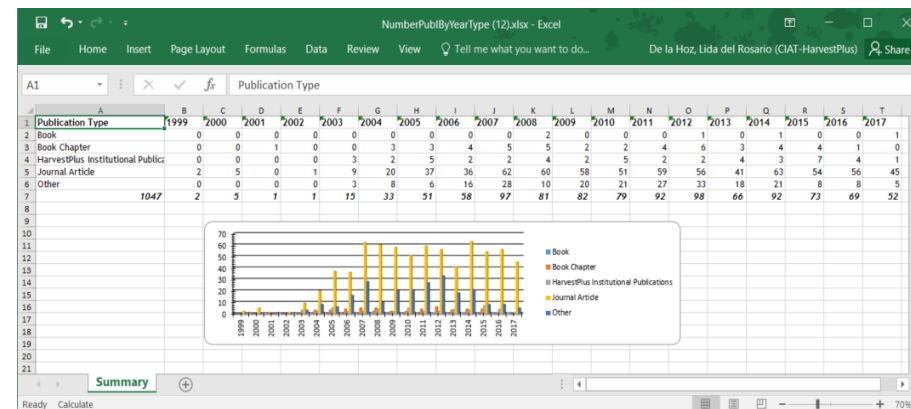 NumberPublByYearType (12).xlsx - Excel
File Home Insert Page Layout Formulas Data Review View Tell me what you want to do... De la Hoz, Lida del Rosario (CIAT-HarvestPlus) Share
A1 fx Publication Type
A B C D E F G H I J K L M N O P Q R S T
1 Publication Type 1999 2000 2001 2002 2003 2004 2005 2006 2007 2008 2009 2010 2011 2012 2013 2014 2015 2016 2017
2 Book 0 0 0 0 0 0 0 0 0 2 0 0 0 1 0 1 0 0 1
3 Book Chapter 0 0 1 0 0 3 3 4 5 5 2 2 4 6 3 4 4 1 0
4 HarvestPlus Institutional Publica 0 0 0 0 3 2 5 2 2 4 2 5 2 2 4 3 7 4 1
5 Journal Article 2 5 0 1 9 20 37 36 62 60 58 51 59 56 41 63 54 56 45
6 Other 0 0 0 0 3 8 6 16 28 10 20 21 27 33 18 21 8 8 5
7 1047 2 5 1 1 15 33 51 58 97 81 82 79 92 98 66 92 73 69 52
8
9
10
11
12
13
14
15
16
17
18
19
20
21
70
60
50
40
30
20
10
0
1999 2000 2001 2002 2003 2004 2005 2006 2007 2008 2009 2010 2011 2012 2013 2014 2015 2016 2017
Book
Book Chapter
HarvestPlus Institutional Publications
Journal Article
Other
Summary
Ready Calculate 70%